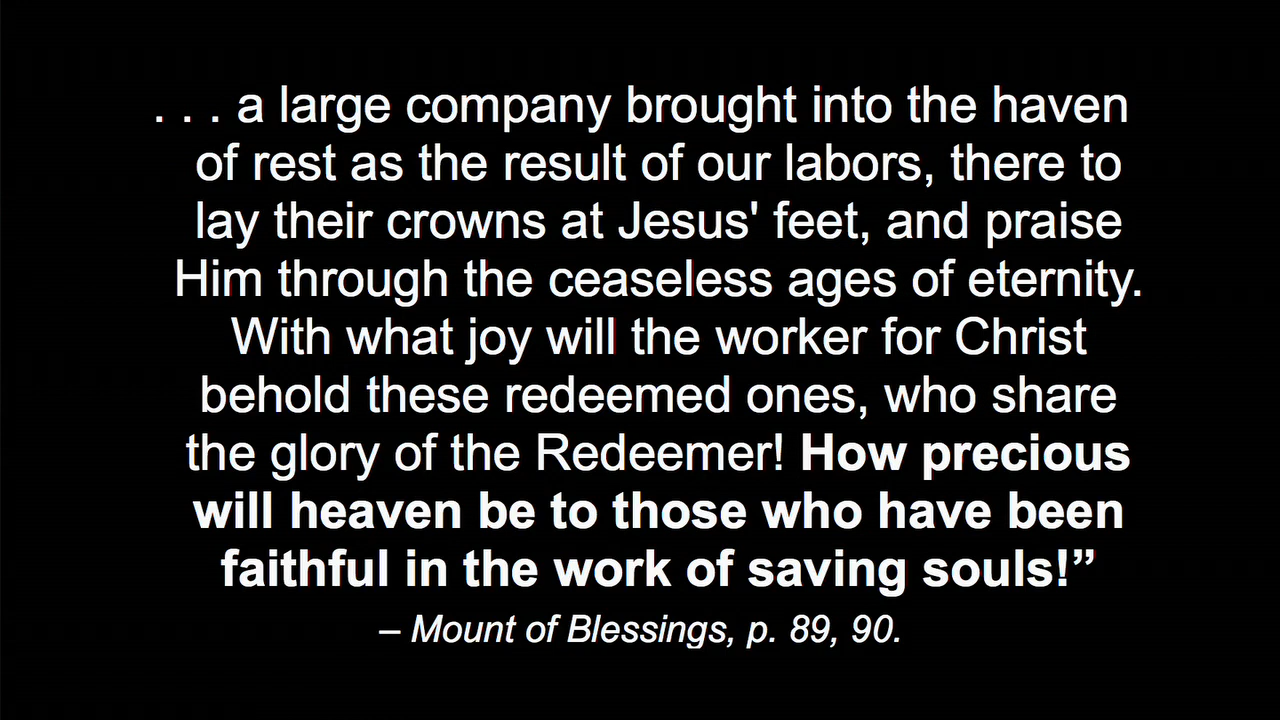 . . . a large company brought into the haven
of rest as the result of our labors, there to
lay their crowns at Jesus' feet, and praise
Him through the ceaseless ages of eternity.
With what joy will the worker for Christ
behold these redeemed ones, who share
the glory of the Redeemer! How precious
will heaven be to those who have been
faithful in the work of saving souls!”
– Mount of Blessings, p. 89, 90.